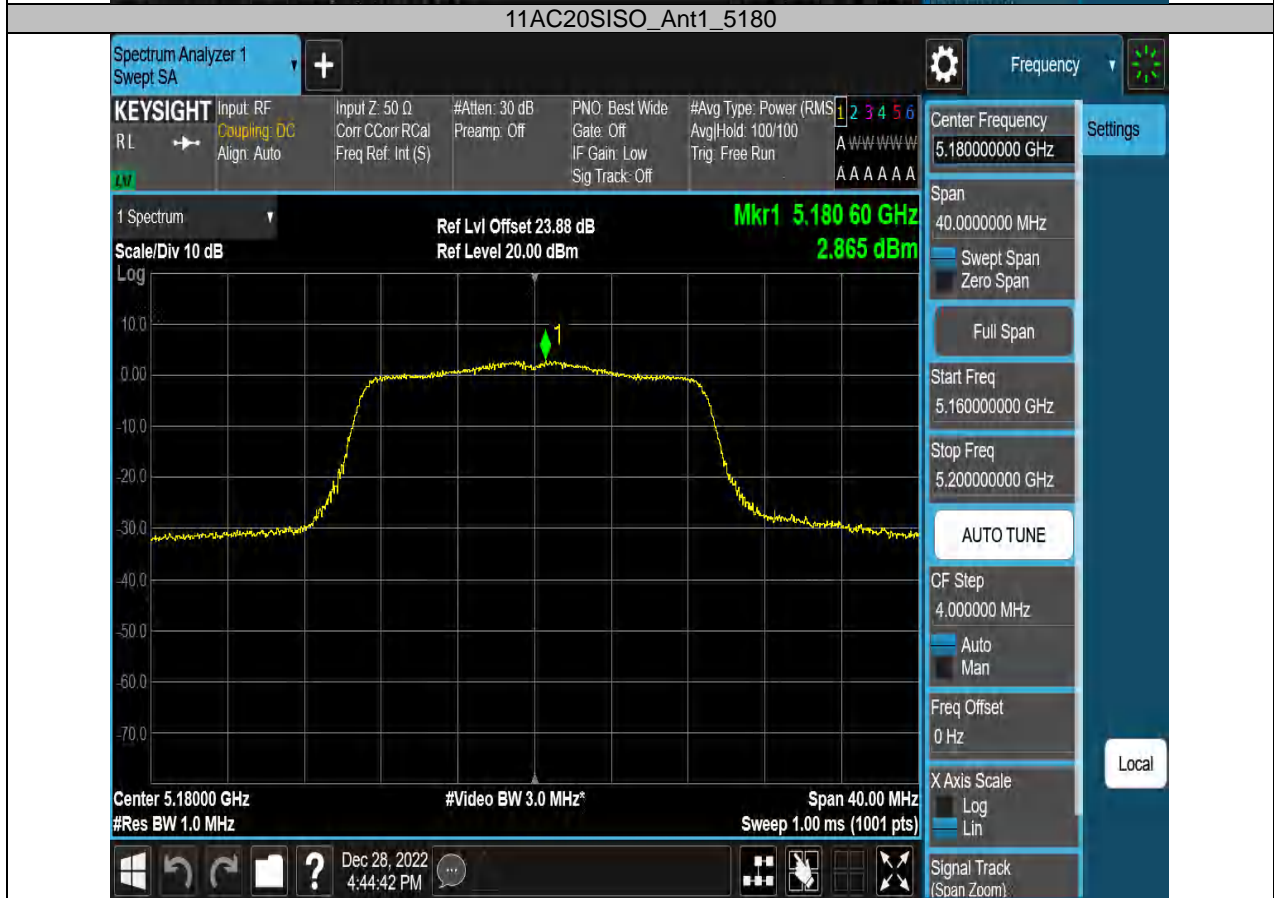 11AC20SISO_Ant1_5180
Spectrum Analyzer 1
Swept SA
+
Frequency
KEYSIGHT
RL
Input: RF
Coupling: DC
Align: Auto
Input Z: 50 Ω
Corr CCorr RCal
Freq Ref: Int (S)
#Atten: 30 dB
Preamp: Off
PNO: Best Wide
Gate: Off
IF Gain: Low
Sig Track: Off
#Avg Type: Power (RMS
Avg|Hold: 100/100
Trig: Free Run
1 2 3 4 5 6
A W W W W W
A A A A A A
1 Spectrum
Scale/Div 10 dB
Log
Ref Lvl Offset 23.88 dB
Ref Level 20.00 dBm
Mkr1 5.180 60 GHz
2.865 dBm
10.0
0.00
-10.0
-20.0
-30.0
-40.0
-50.0
-60.0
-70.0
1
Center 5.18000 GHz
#Res BW 1.0 MHz
#Video BW 3.0 MHz*
Span 40.00 MHz
Sweep 1.00 ms (1001 pts)
Dec 28, 2022
4:44:42 PM
?
Center Frequency
5.180000000 GHz
Settings
Span
40.0000000 MHz
Swept Span
Zero Span
Full Span
Start Freq
5.160000000 GHz
Stop Freq
5.200000000 GHz
AUTO TUNE
CF Step
4.000000 MHz
Auto
Man
Freq Offset
0 Hz
Local
X Axis Scale
Log
Lin
Signal Track
(Span Zoom)